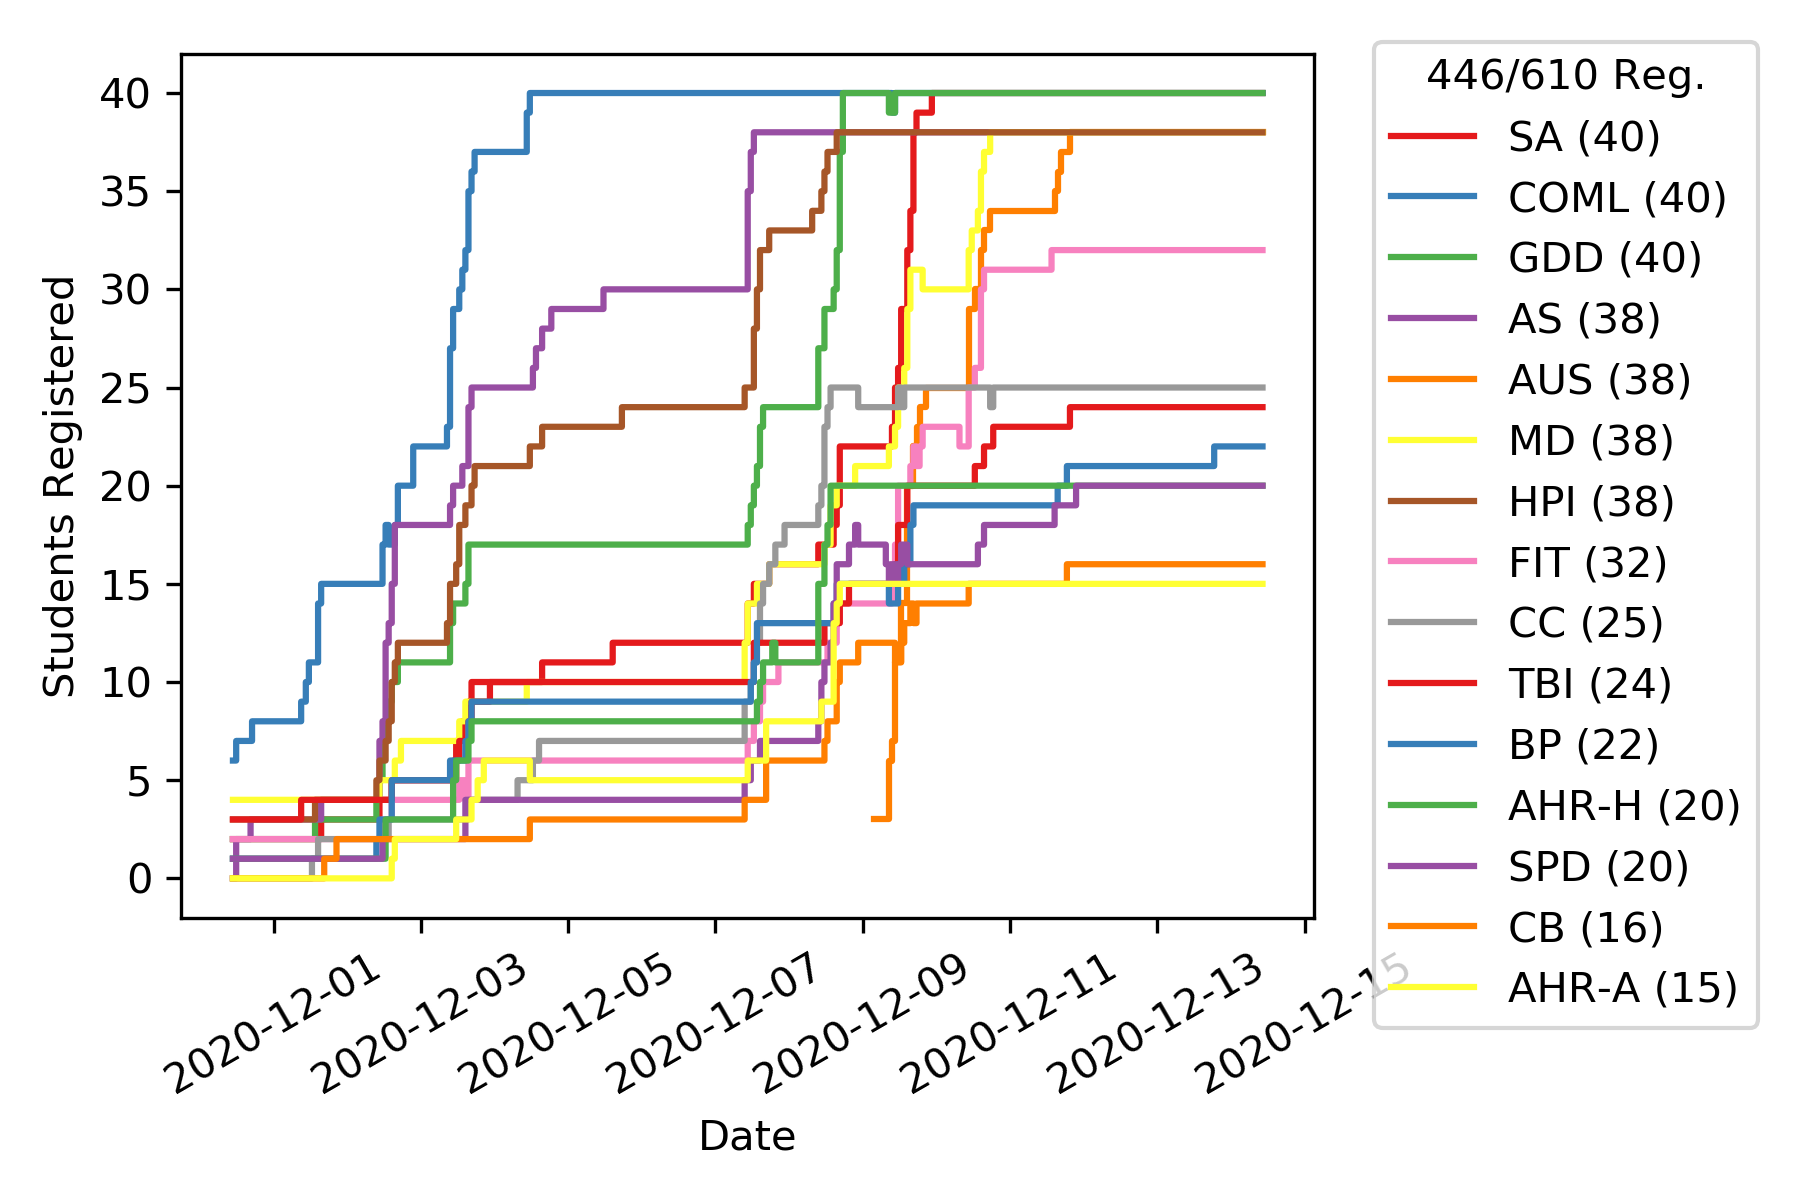 446/610 Reg.
SA (40)
COML (40)
GDD (40)
AS (38)
AUS (38)
MD (38)
HPI (38)
FIT (32)
CC (25)
TBI (24)
BP (22)
AHR-H (20)
SPD (20)
CB (16)
AHR-A (15)
Students Registered
40
35
30
25
20
15
10
5
0
2020-12-01
2020-12-03
2020-12-05
2020-12-07
2020-12-09
2020-12-11
2020-12-13
2020-12-15
Date